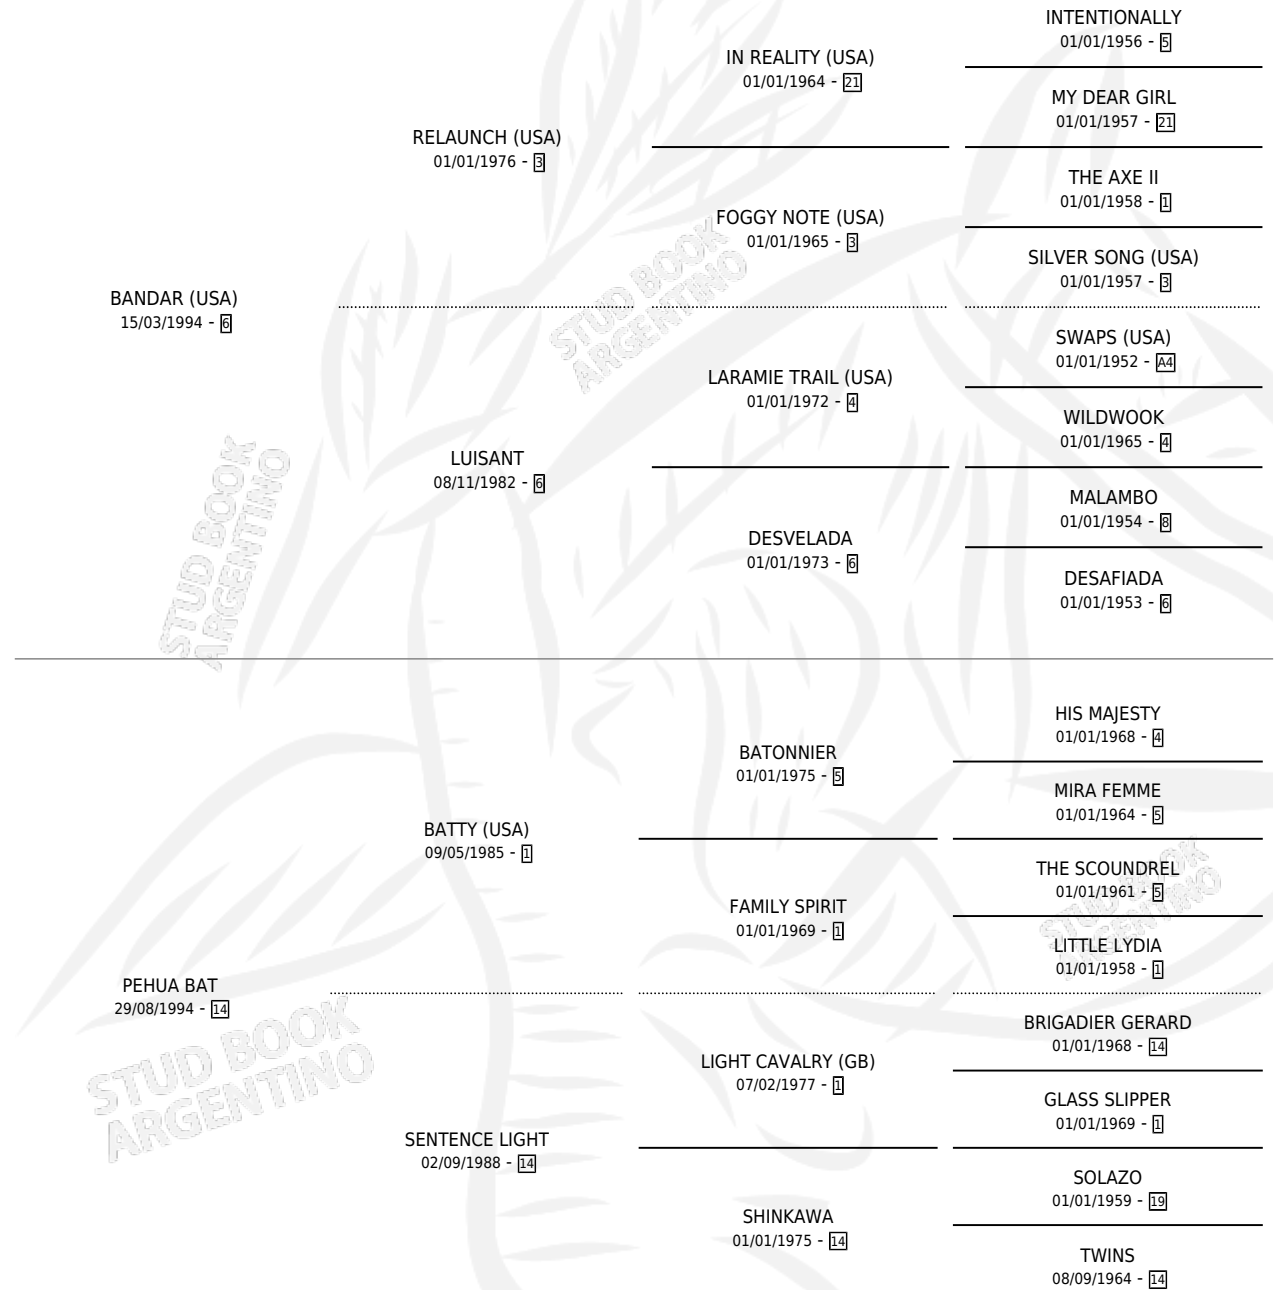 INTENTIONALLY
01/01/1956 - 5
IN REALITY (USA)
01/01/1964 - 21
MY DEAR GIRL
01/01/1957 - 21
RELAUNCH (USA)
01/01/1976 - 3
THE AXE II
01/01/1958 - 1
FOGGY NOTE (USA)
01/01/1965 - 3
SILVER SONG (USA)
01/01/1957 - 3
BANDAR (USA)
15/03/1994 - 6
SWAPS (USA)
01/01/1952 - A4
LARAMIE TRAIL (USA)
01/01/1972 - 4
WILDWOOK
01/01/1965 - 4
LUISANT
08/11/1982 - 6
MALAMBO
01/01/1954 - 8
DESVELADA
01/01/1973 - 6
DESAFIADA
01/01/1953 - 6
STUD BOOK
ARGENTINO
STUD BOOK
ARGENTINO
HIS MAJESTY
01/01/1968 - 4
BATONNIER
01/01/1975 - 5
MIRA FEMME
01/01/1964 - 5
BATTY (USA)
09/05/1985 - 1
THE SCOUNDREL
01/01/1961 - 5
FAMILY SPIRIT
01/01/1969 - 1
LITTLE LYDIA
01/01/1958 - 1
STUD BOOK
ARGENTINO
PEHUA BAT
29/08/1994 - 14
BRIGADIER GERARD
01/01/1968 - 14
LIGHT CAVALRY (GB)
07/02/1977 - 1
GLASS SLIPPER
01/01/1969 - 1
SENTENCE LIGHT
02/09/1988 - 14
SOLAZO
01/01/1959 - 19
SHINKAWA
01/01/1975 - 14
TWINS
08/09/1964 - 14
STUD BOOK
ARGENTINO